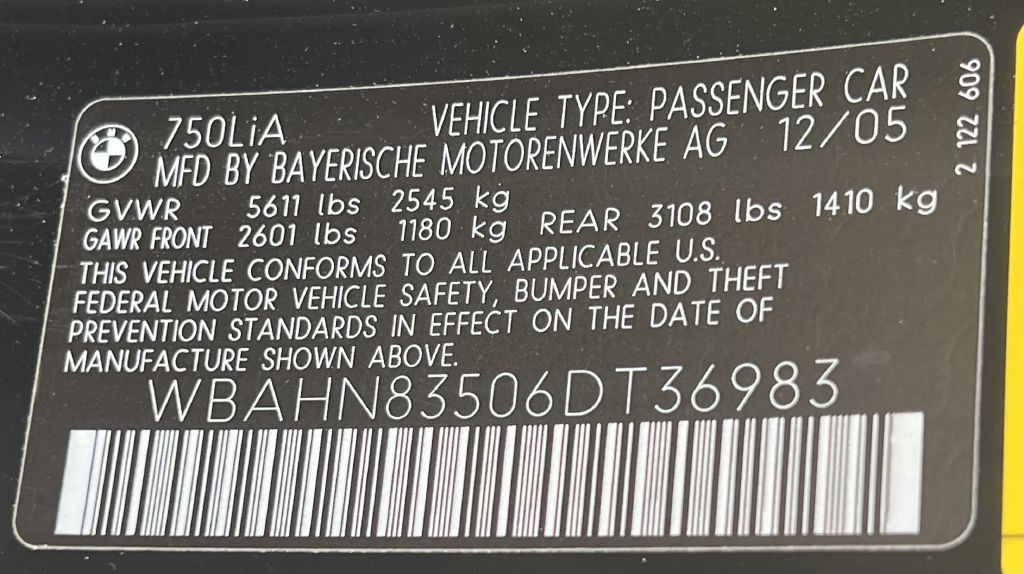 BMW
750LiA VEHICLE TYPE: PASSENGER CAR
MFD BY BAYERISCHE MOTORENWERKE AG 12/05
GVWR 5611 lbs 2545 kg
GAWR FRONT 2601 lbs 1180 kg REAR 3108 lbs 1410 kg
THIS VEHICLE CONFORMS TO ALL APPLICABLE U.S.
FEDERAL MOTOR VEHICLE SAFETY, BUMPER AND THEFT
PREVENTION STANDARDS IN EFFECT ON THE DATE OF
MANUFACTURE SHOWN ABOVE.
WBAHN83506DT36983
2 122 606